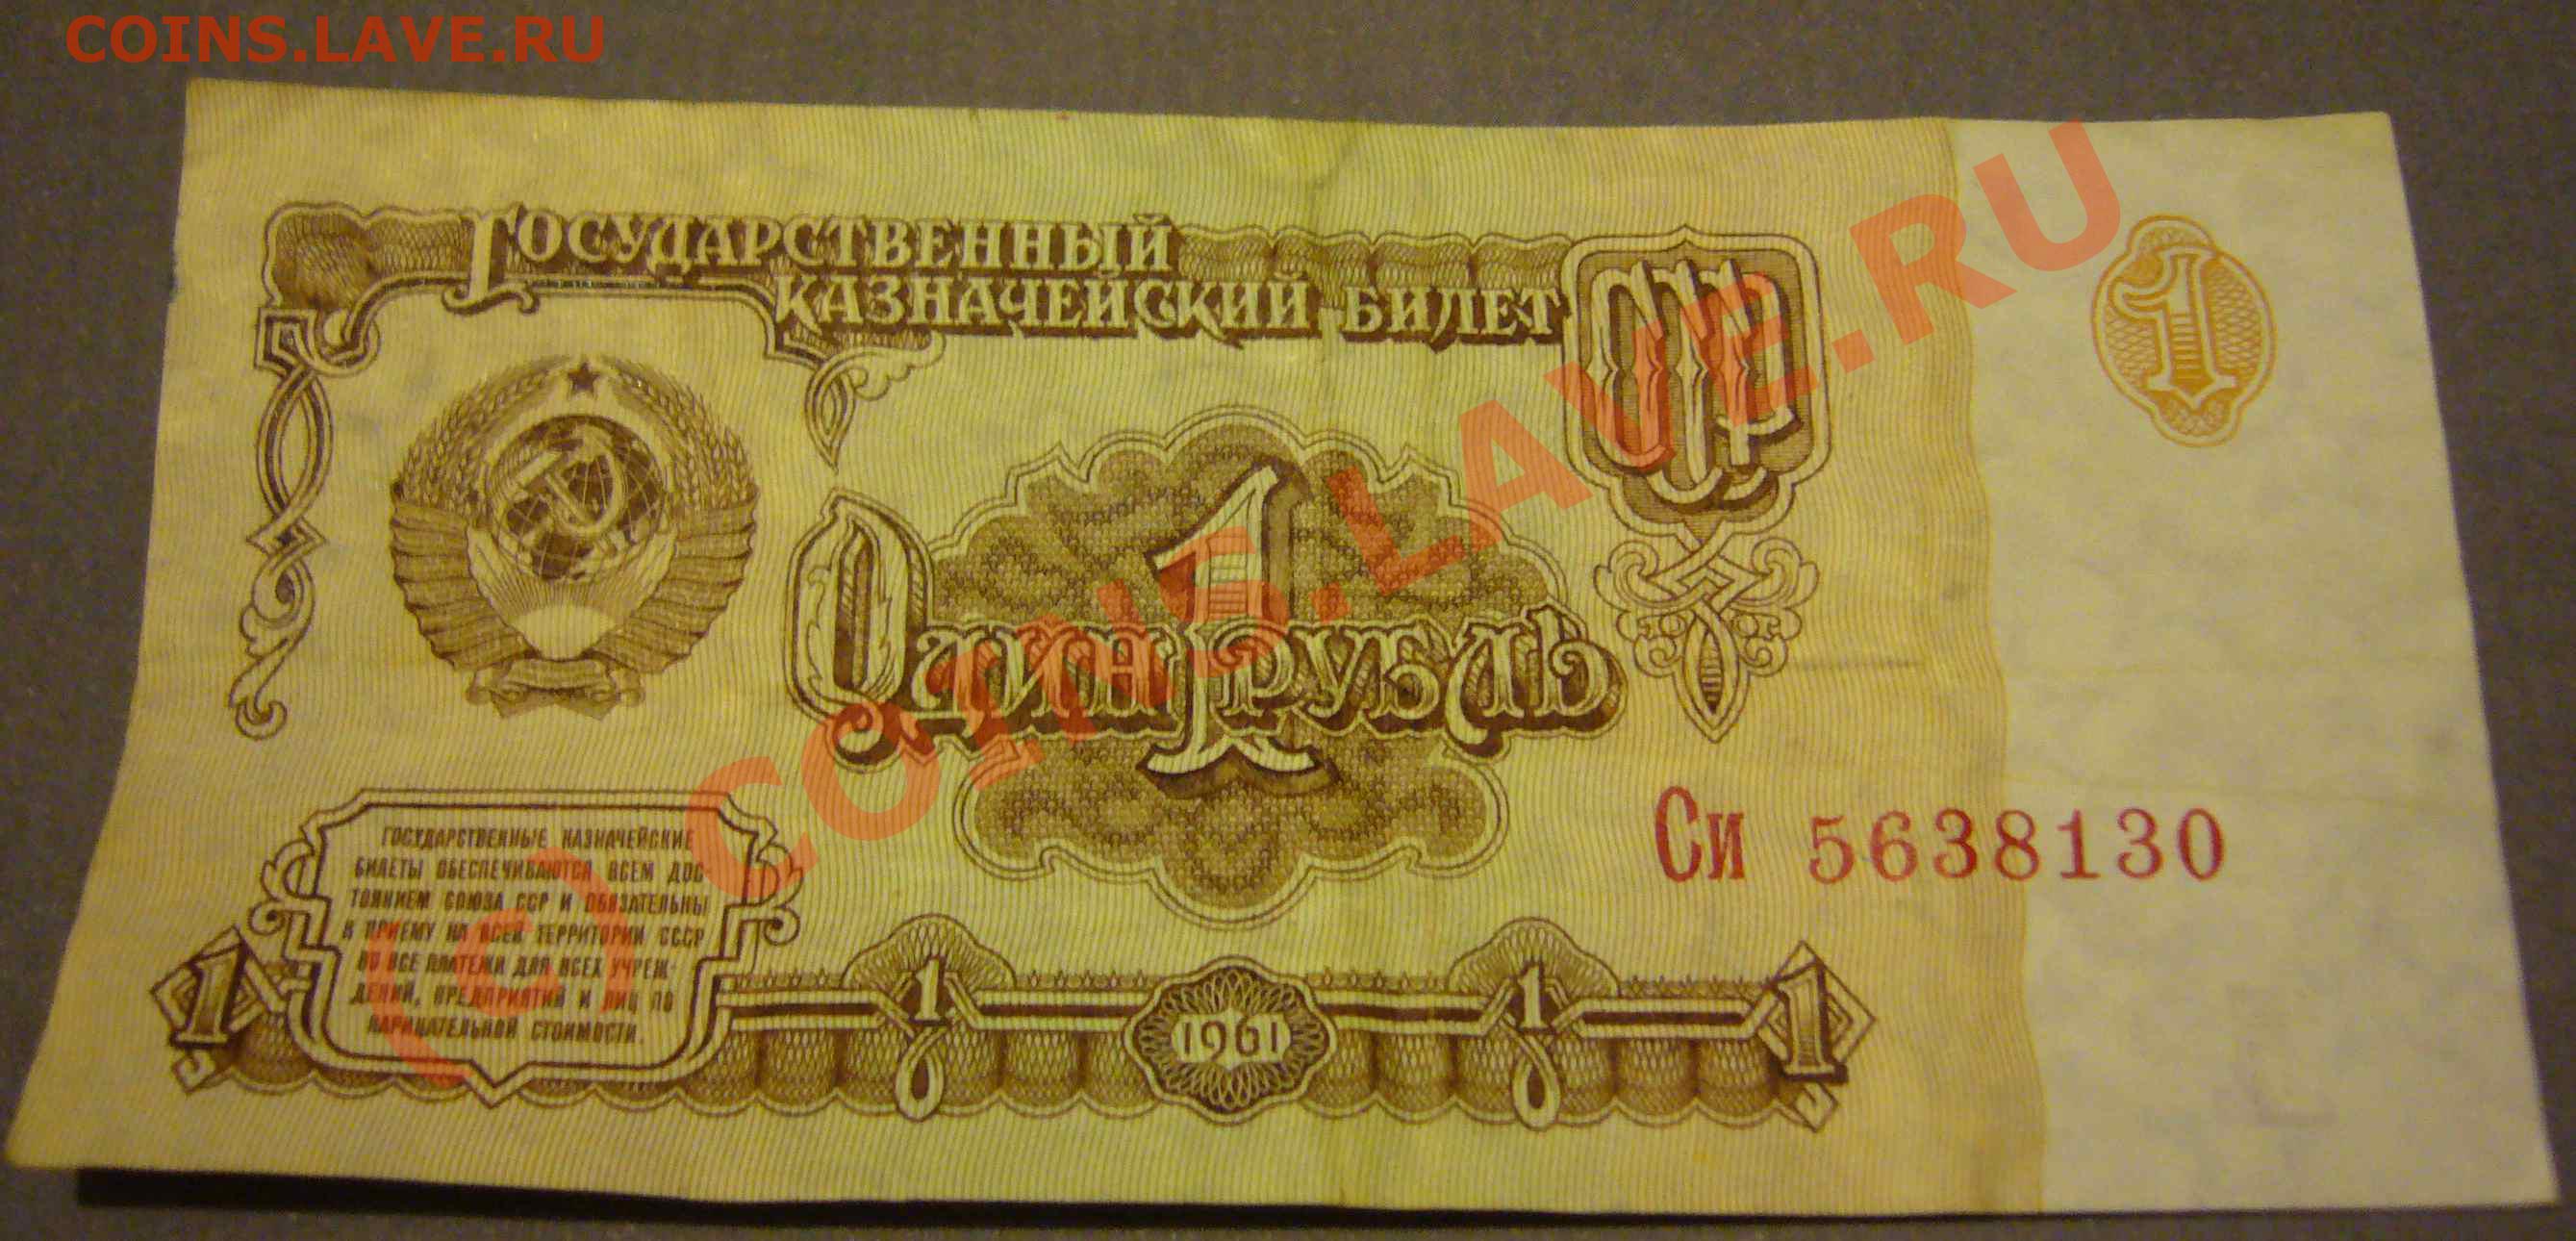 COINS.LAVE.RU
ГОСУДАРСТВЕННЫЙ
КАЗНАЧЕЙСКИЙ БИЛЕТ
1
1
ОДИН РУБЛЬ
Си 5638130
ГОСУДАРСТВЕННЫЕ КАЗНАЧЕЙСКИЕ
БИЛЕТЫ ОБЕСПЕЧИВАЮТСЯ ВСЕМ ДОС
ТОЯНИЕМ СОЮЗА ССР И ОБЯЗАТЕЛЬНЫ
К ПРИЕМУ НА ВСЕЙ ТЕРРИТОРИИ СССР
ВО ВСЕ ПЛАТЕЖИ ДЛЯ ВСЕХ УЧРЕЖ-
ДЕНИЙ, ПРЕДПРИЯТИЙ И ЛИЦ ПО
НАРИЦАТЕЛЬНОЙ СТОИМОСТИ.
1 1 1961 1 1
(c) COINS.LAVE.RU